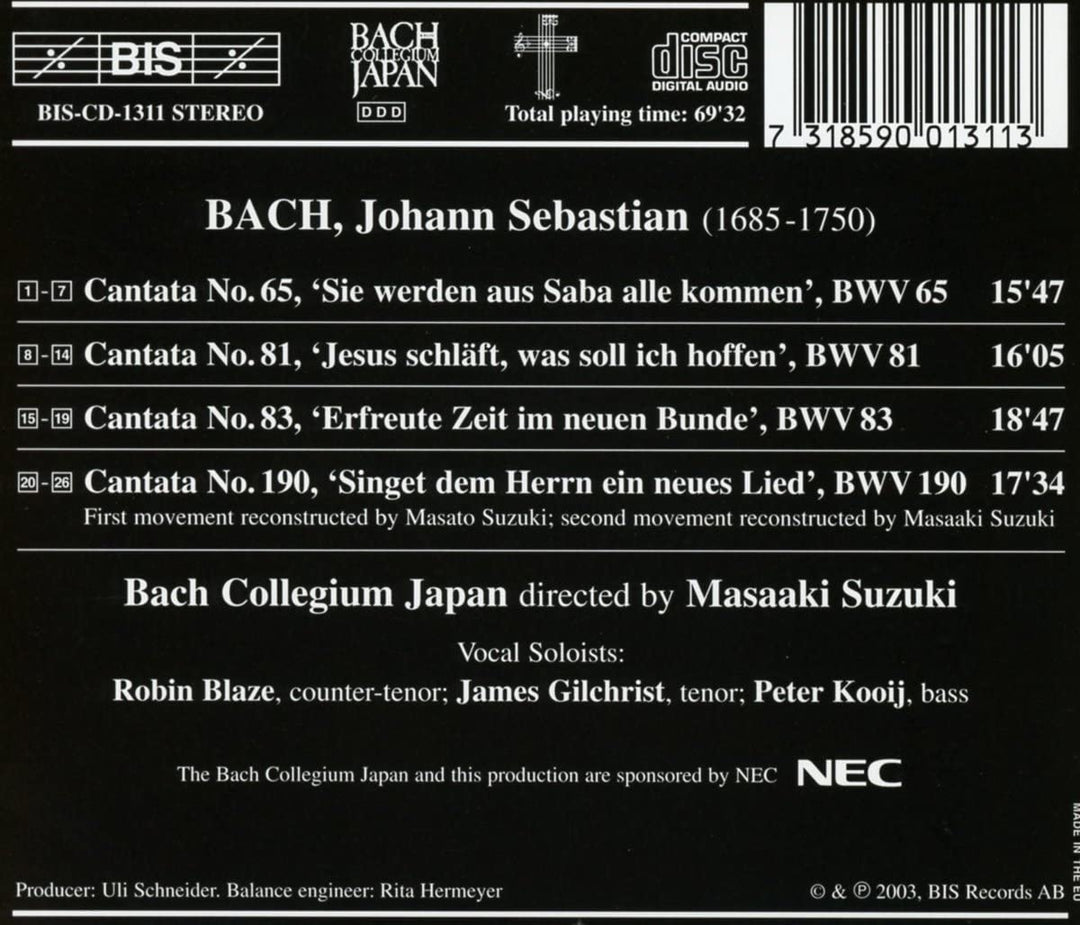 BIS
BACH
COLLEGIUM
JAPAN
COMPACT
disc
DIGITAL AUDIO
BIS-CD-1311 STEREO
DDD
Total playing time: 69'32
7 318590 013113
BACH, Johann Sebastian (1685-1750)
1-7 Cantata No. 65, ‘Sie werden aus Saba alle kommen’, BWV 65 15'47
8-14 Cantata No. 81, ‘Jesus schläft, was soll ich hoffen’, BWV 81 16'05
15-19 Cantata No. 83, ‘Erfreute Zeit im neuen Bunde’, BWV 83 18'47
20-26 Cantata No. 190, ‘Singet dem Herrn ein neues Lied’, BWV 190 17'34
First movement reconstructed by Masato Suzuki; second movement reconstructed by Masaaki Suzuki
Bach Collegium Japan directed by Masaaki Suzuki
Vocal Soloists:
Robin Blaze, counter-tenor; James Gilchrist, tenor; Peter Kooij, bass
The Bach Collegium Japan and this production are sponsored by NEC NEC
MADE IN THE EU
Producer: Uli Schneider. Balance engineer: Rita Hermeyer
© & ℗ 2003, BIS Records AB